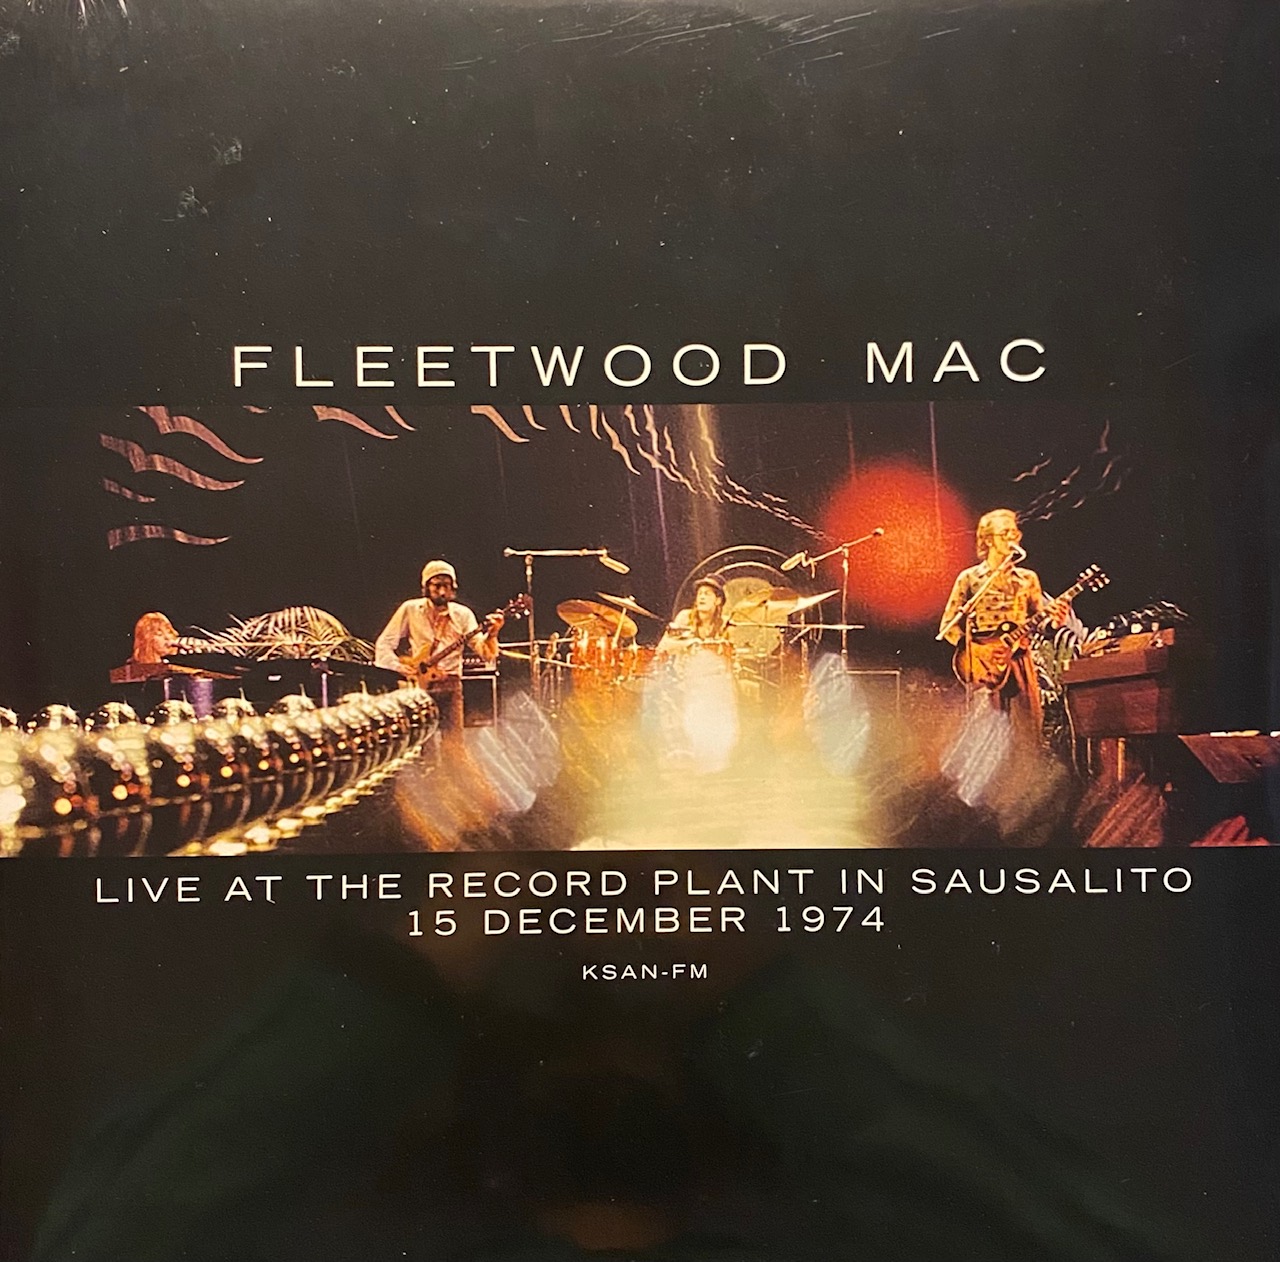 FLEETWOOD MAC
LIVE AT THE RECORD PLANT IN SAUSALITO
15 DECEMBER 1974
KSAN-FM